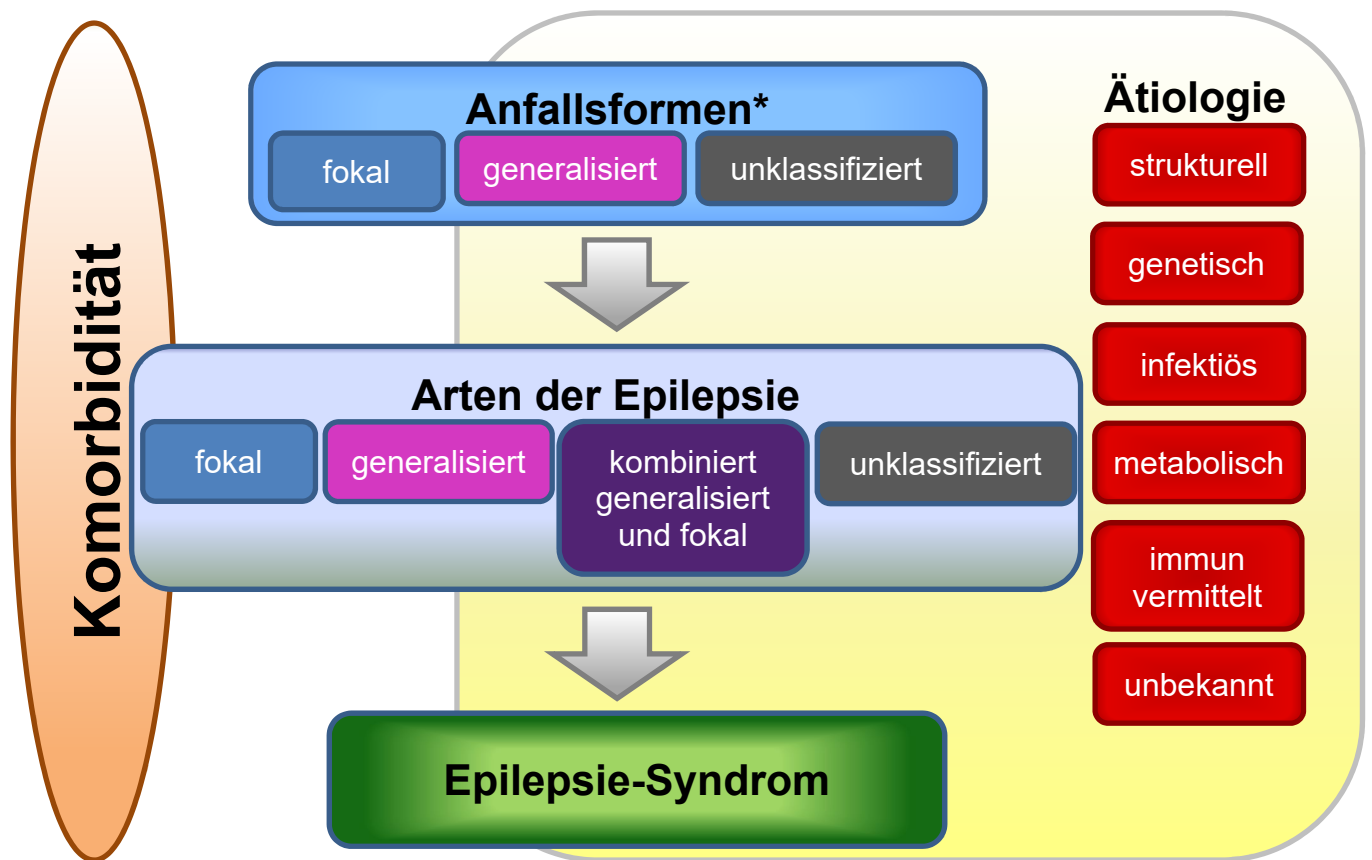 Komorbidität
Anfallsformen*
fokal
generalisiert
unklassifiziert
Arten der Epilepsie
fokal
generalisiert
kombiniert
generalisiert
und fokal
unklassifiziert
Epilepsie-Syndrom
Ätiologie
strukturell
genetisch
infektiös
metabolisch
immun
vermittelt
unbekannt